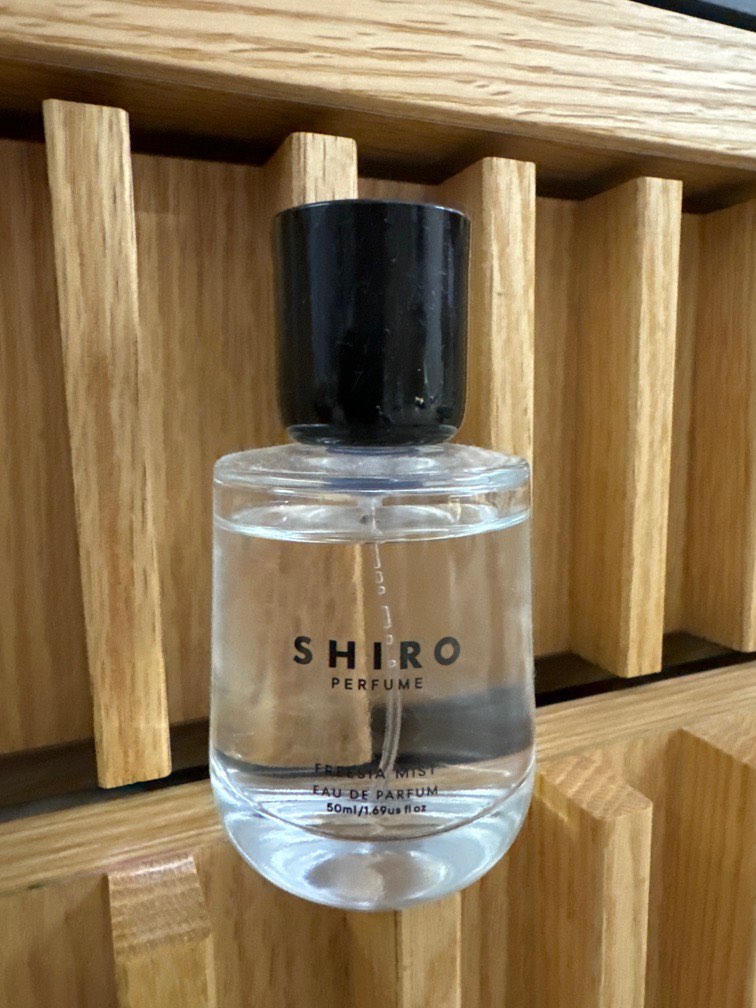 SHIRO
PERFUME
FREESIA MIST
EAU DE PARFUM
50ml/1.69us fl oz